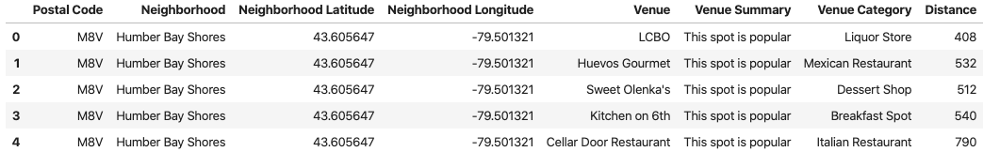 Postal Code Neighborhood Neighborhood Latitude Neighborhood Longitude Venue Venue Summary Venue Category Distance
0 M8V Humber Bay Shores 43.605647 -79.501321 LCBO This spot is popular Liquor Store 408
1 M8V Humber Bay Shores 43.605647 -79.501321 Huevos Gourmet This spot is popular Mexican Restaurant 532
2 M8V Humber Bay Shores 43.605647 -79.501321 Sweet Olenka's This spot is popular Dessert Shop 512
3 M8V Humber Bay Shores 43.605647 -79.501321 Kitchen on 6th This spot is popular Breakfast Spot 540
4 M8V Humber Bay Shores 43.605647 -79.501321 Cellar Door Restaurant This spot is popular Italian Restaurant 790